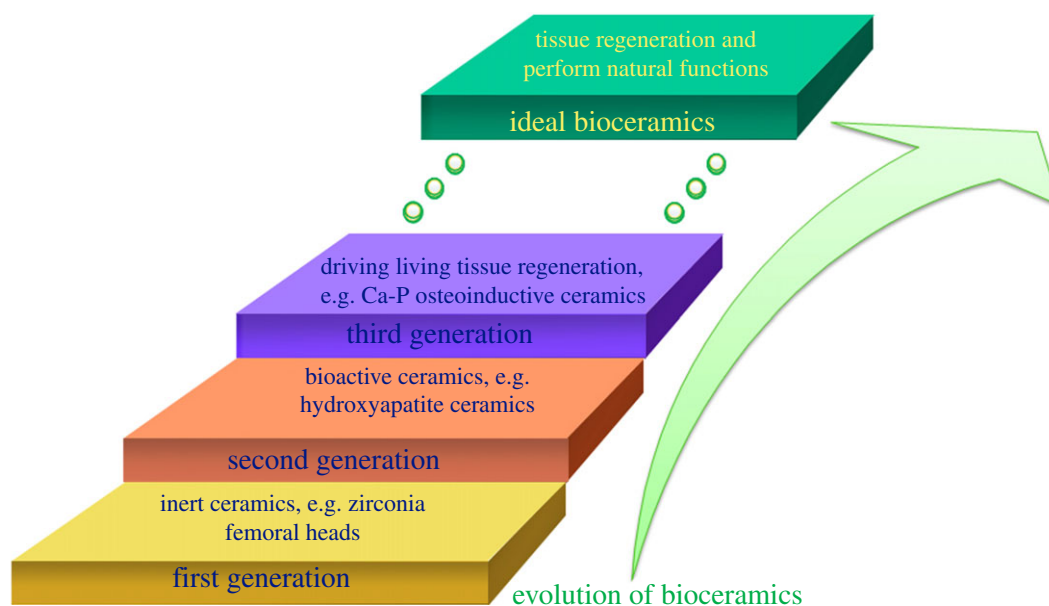 tissue regeneration and
perform natural functions
ideal bioceramics
driving living tissue regeneration,
e.g. Ca-P osteoinductive ceramics
third generation
bioactive ceramics, e.g.
hydroxyapatite ceramics
second generation
inert ceramics, e.g. zirconia
femoral heads
first generation
evolution of bioceramics